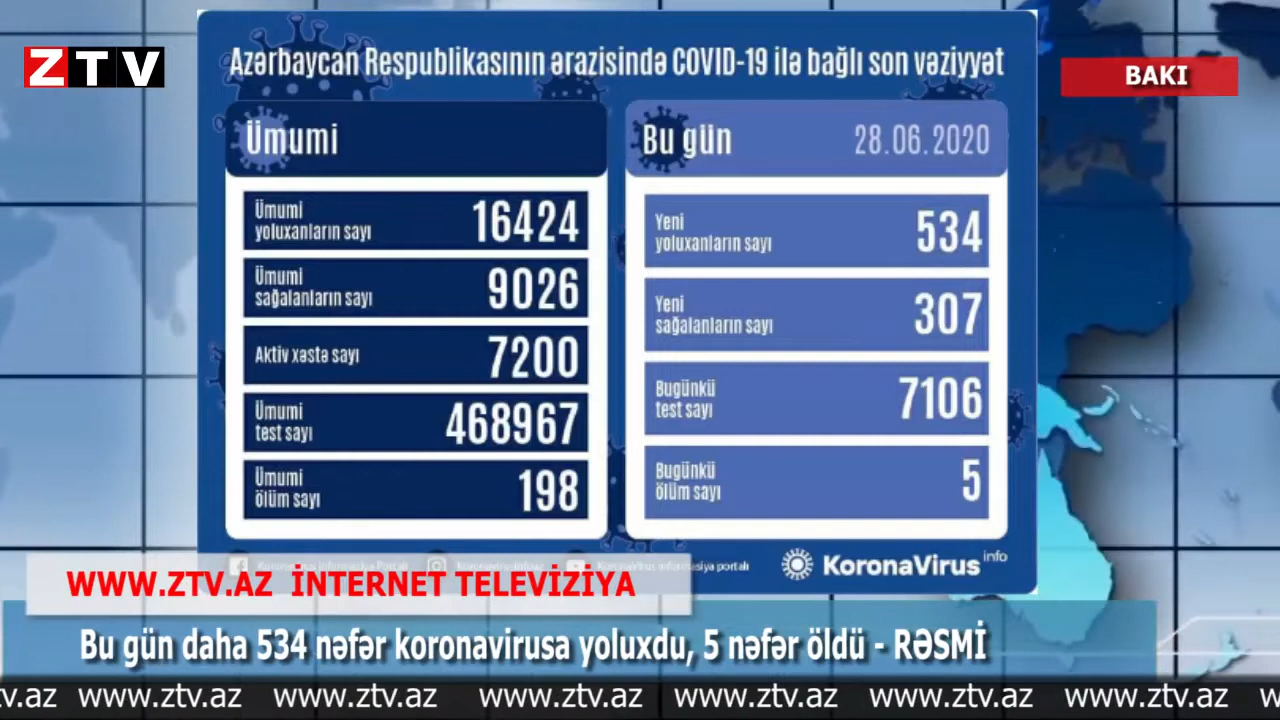 Azərbaycan Respublikasının ərazisində COVID-19 ilə bağlı son vəziyyət
ZTV
BAKI
Ümumi
Ümumi
yoluxanların sayı
16424
Ümumi
sağalanların sayı
9026
Aktiv xəstə sayı
7200
Ümumi
test sayı
468967
Ümumi
ölüm sayı
198
Bu gün
28.06.2020
Yeni
yoluxanların sayı
534
Yeni
sağalanların sayı
307
Bugünkü
test sayı
7106
Bugünkü
ölüm sayı
5
portalı
KoronaVirus info
WWW.ZTV.AZ İNTERNET TELEVİZİYA
Bu gün daha 534 nəfər koronavirusa yoluxdu, 5 nəfər öldü - RƏSMİ
tv.az www.ztv.az www.ztv.az www.ztv.az www.ztv.az www.ztv.az www.ztv.az w